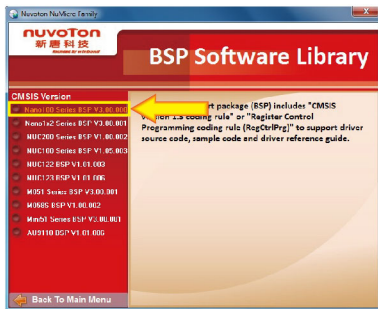 Nuvoton NuMicro Family
nuvoTon
新唐科技
BSP Software Library
CMSIS Version
Nano100 Series BSP V3.00.000
Nano1x2 Series BSP V3.00.001
NUC200 Series BSP V1.00.002
NUC100 Series BSP V1.05.003
NUC122 BSP V1.01.003
NUC123 BSP V1.01.006
M051 Series BSP V3.00.001
M058S BSP V1.00.002
Mini51 Series BSP V3.00.001
AU9110 BSP V1.01.006
rt package (BSP) includes "CMSIS
1.3 coding rule" or "Register Control
Programming coding rule (RegCtrlPrg)" to support driver
source code, sample code and driver reference guide.
Back To Main Menu